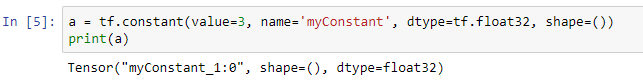 In [5]: a = tf.constant(value=3, name='myConstant', dtype=tf.float32, shape=())
print(a)
Tensor("myConstant_1:0", shape=(), dtype=float32)